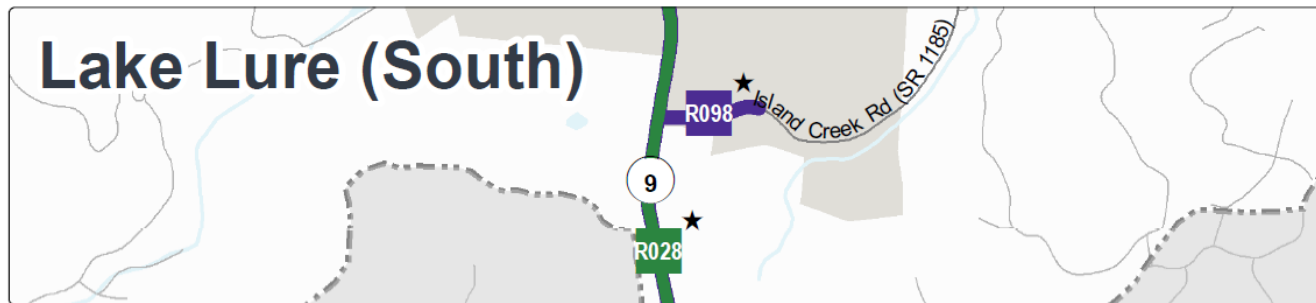 Lake Lure (South)
R098
Island Creek Rd (SR 1185)
9
R028